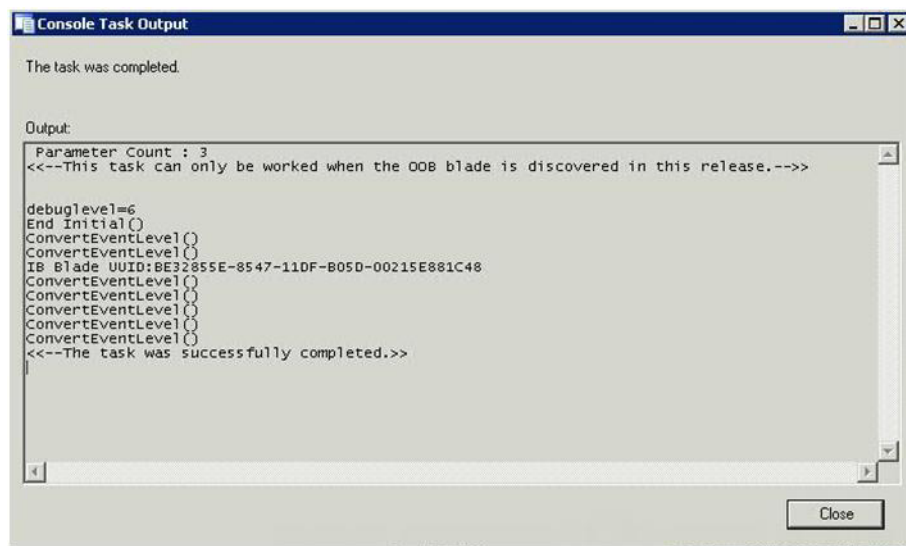 Console Task Output
The task was completed.
Output:
Parameter Count : 3
<<--This task can only be worked when the OOB blade is discovered in this release.-->>
debuglevel=6
End Initial()
ConvertEventLevel()
ConvertEventLevel()
IB Blade UUID:BE32855E-8547-11DF-B05D-00215E881C48
ConvertEventLevel()
ConvertEventLevel()
ConvertEventLevel()
ConvertEventLevel()
ConvertEventLevel()
<<--The task was successfully completed.>>
Close